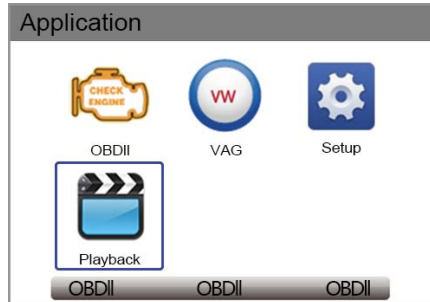 Application
CHECK
ENGINE
VW
OBDII
VAG
Setup
Playback
OBDII
OBDII
OBDII